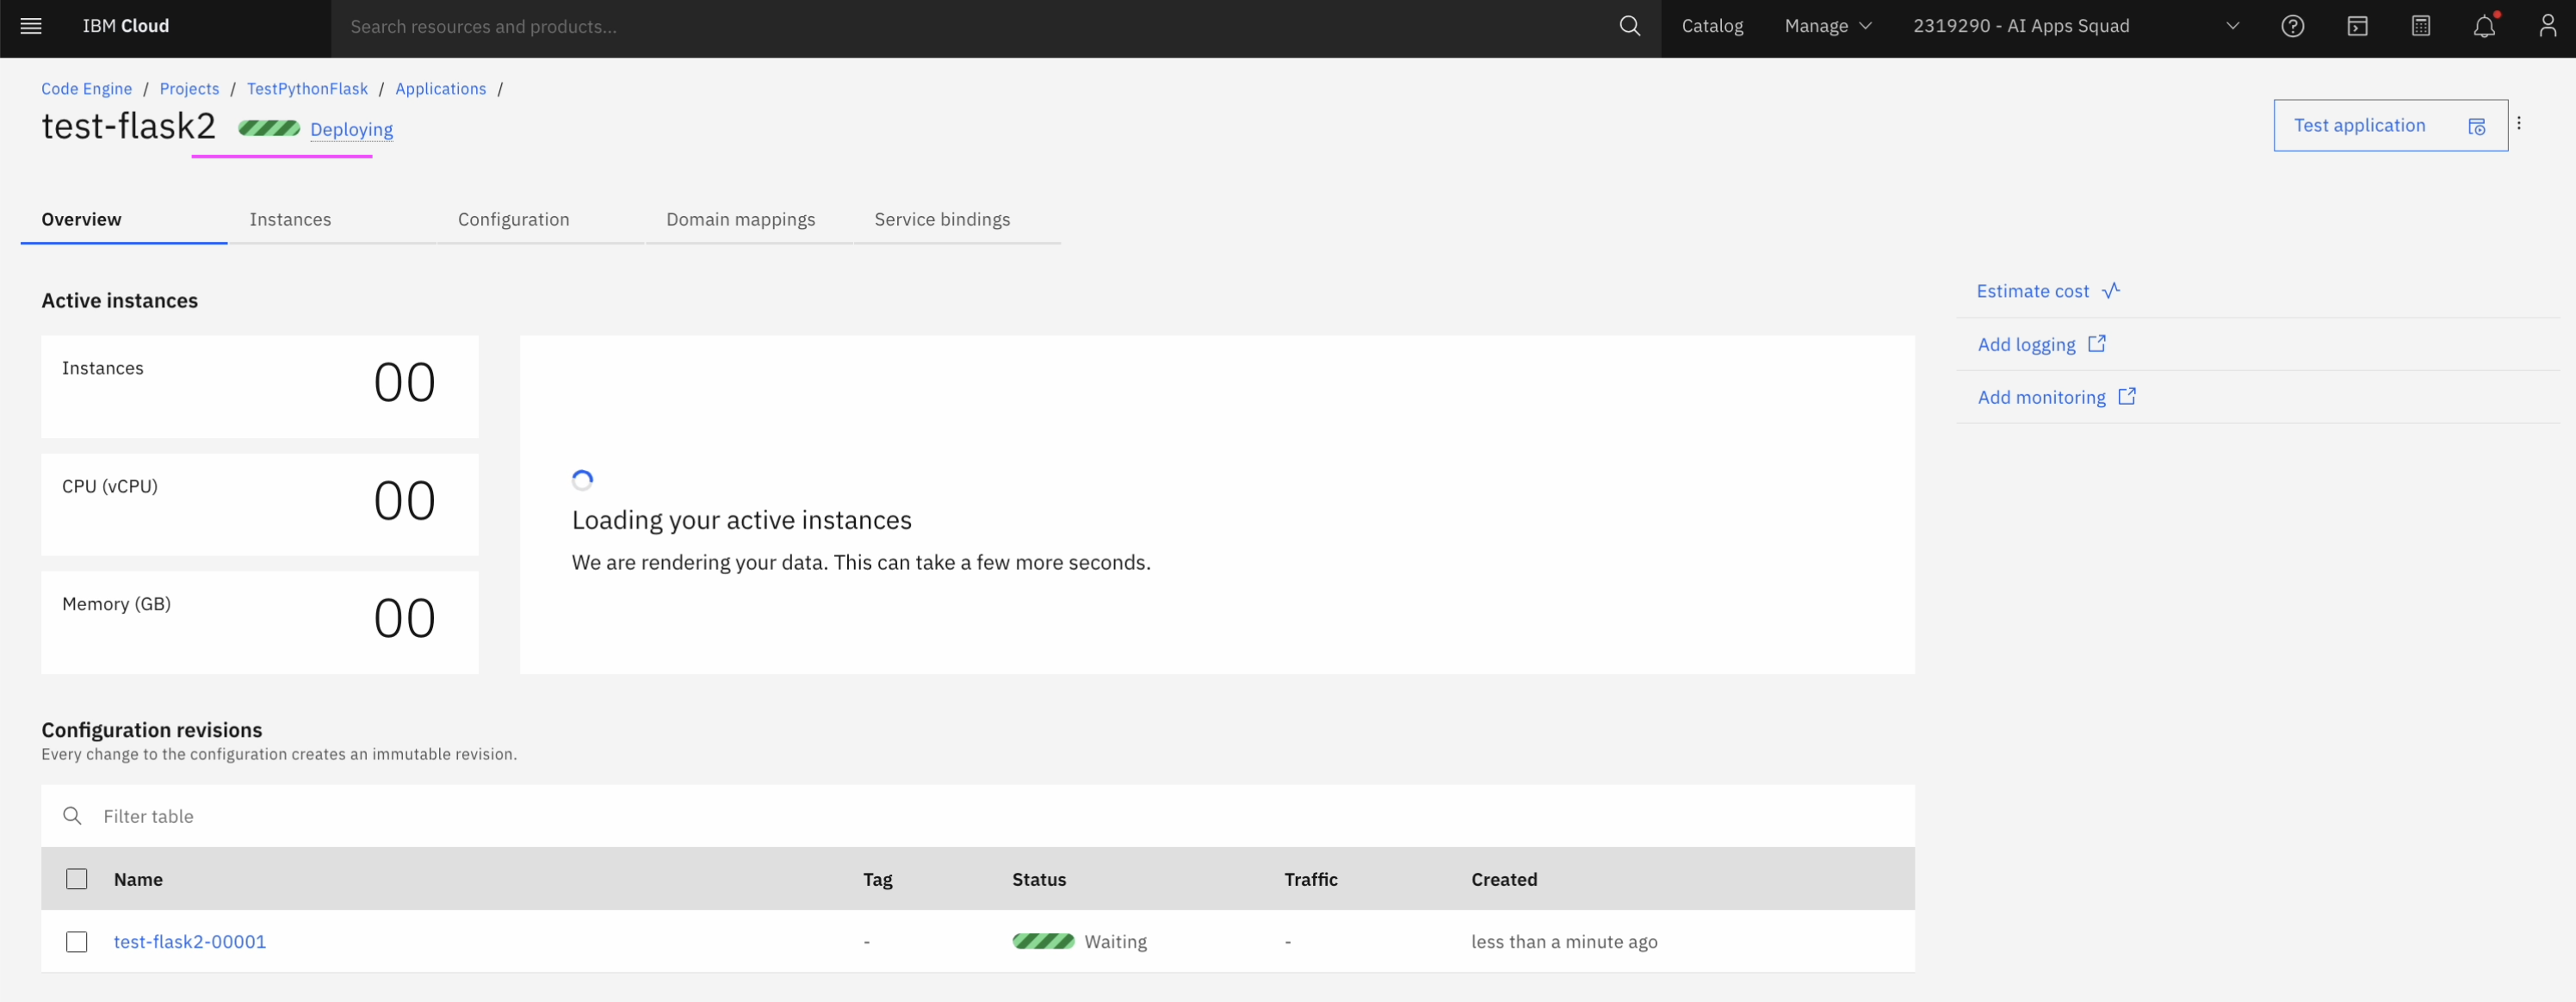 IBM Cloud
Search resources and products...
Catalog
Manage
2319290 - AI Apps Squad
Code Engine / Projects / TestPythonFlask / Applications /
test-flask2
Deploying
Test application
Overview
Instances
Configuration
Domain mappings
Service bindings
Active instances
Instances
00
CPU (vCPU)
00
Memory (GB)
00
Loading your active instances
We are rendering your data. This can take a few more seconds.
Estimate cost
Add logging
Add monitoring
Configuration revisions
Every change to the configuration creates an immutable revision.
Filter table
Name Tag Status Traffic Created
test-flask2-00001 - Waiting - less than a minute ago